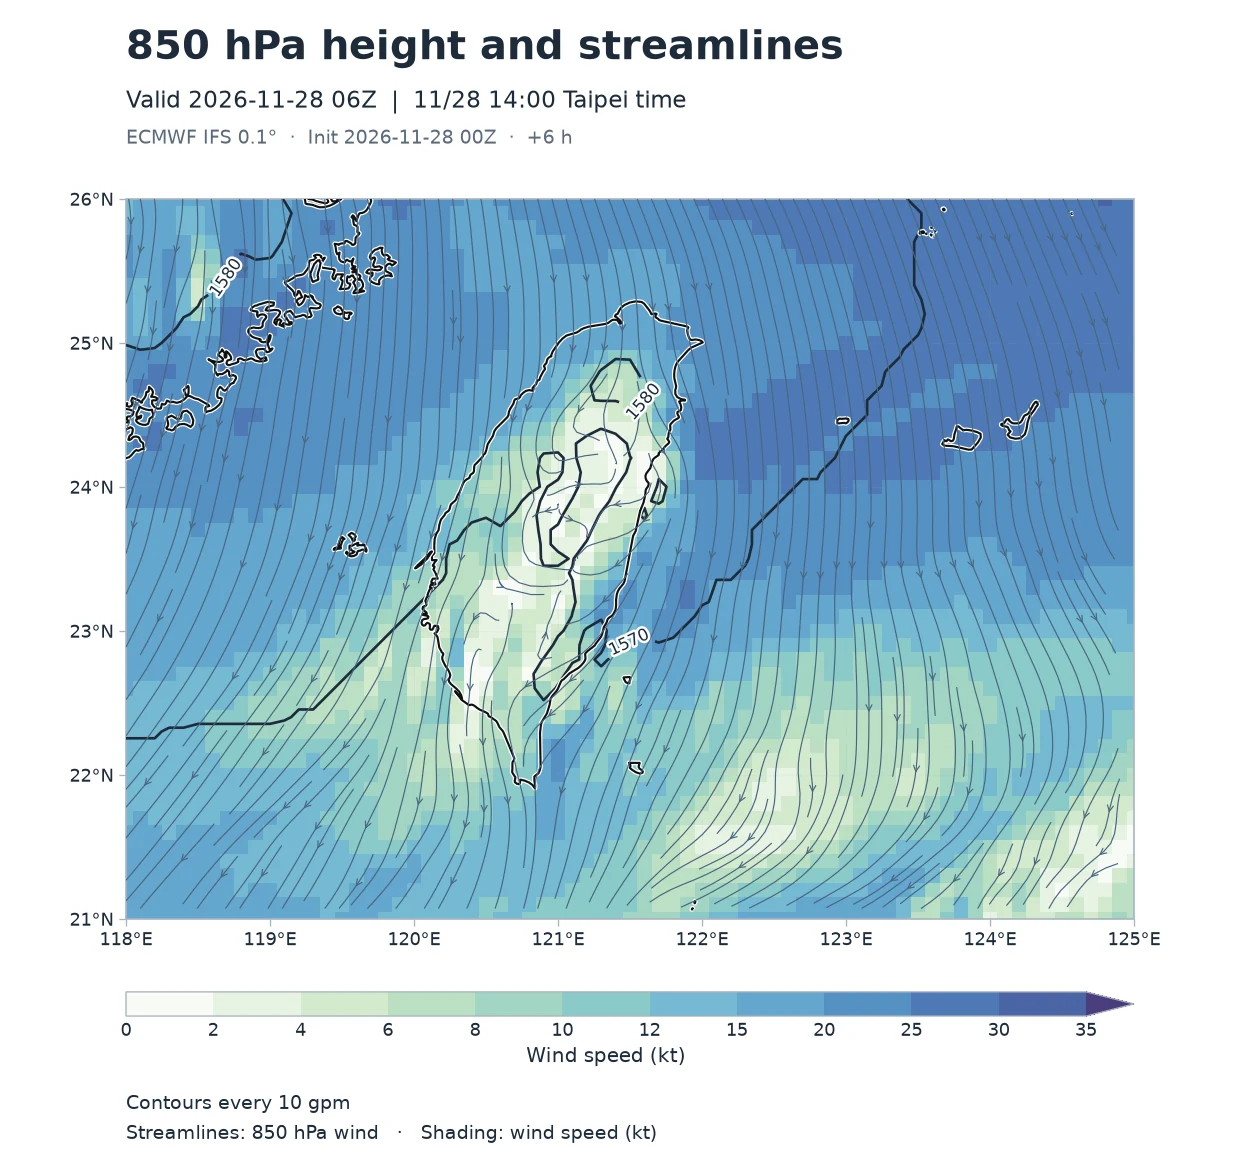 850 hPa height and streamlines
Valid 2026-11-28 06Z | 11/28 14:00 Taipei time
ECMWF IFS 0.1° · Init 2026-11-28 00Z · +6 h
26°N
1580
25°N
1580
24°N
23°N
1570
22°N
21°N
118°E 119°E 120°E 121°E 122°E 123°E 124°E 125°E
0 2 4 6 8 10 12 15 20 25 30 35
Wind speed (kt)
Contours every 10 gpm
Streamlines: 850 hPa wind · Shading: wind speed (kt)